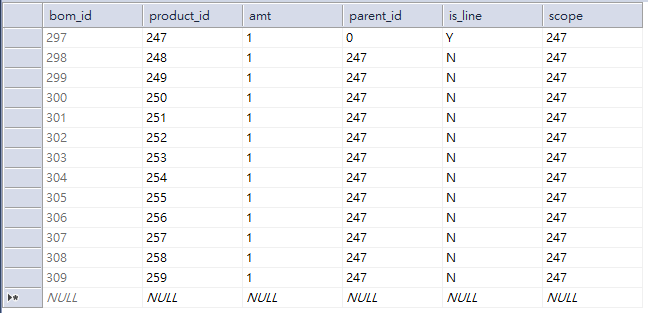 bom_id product_id amt parent_id is_line scope
297 247 1 0 Y 247
298 248 1 247 N 247
299 249 1 247 N 247
300 250 1 247 N 247
301 251 1 247 N 247
302 252 1 247 N 247
303 253 1 247 N 247
304 254 1 247 N 247
305 255 1 247 N 247
306 256 1 247 N 247
307 257 1 247 N 247
308 258 1 247 N 247
309 259 1 247 N 247
NULL NULL NULL NULL NULL NULL